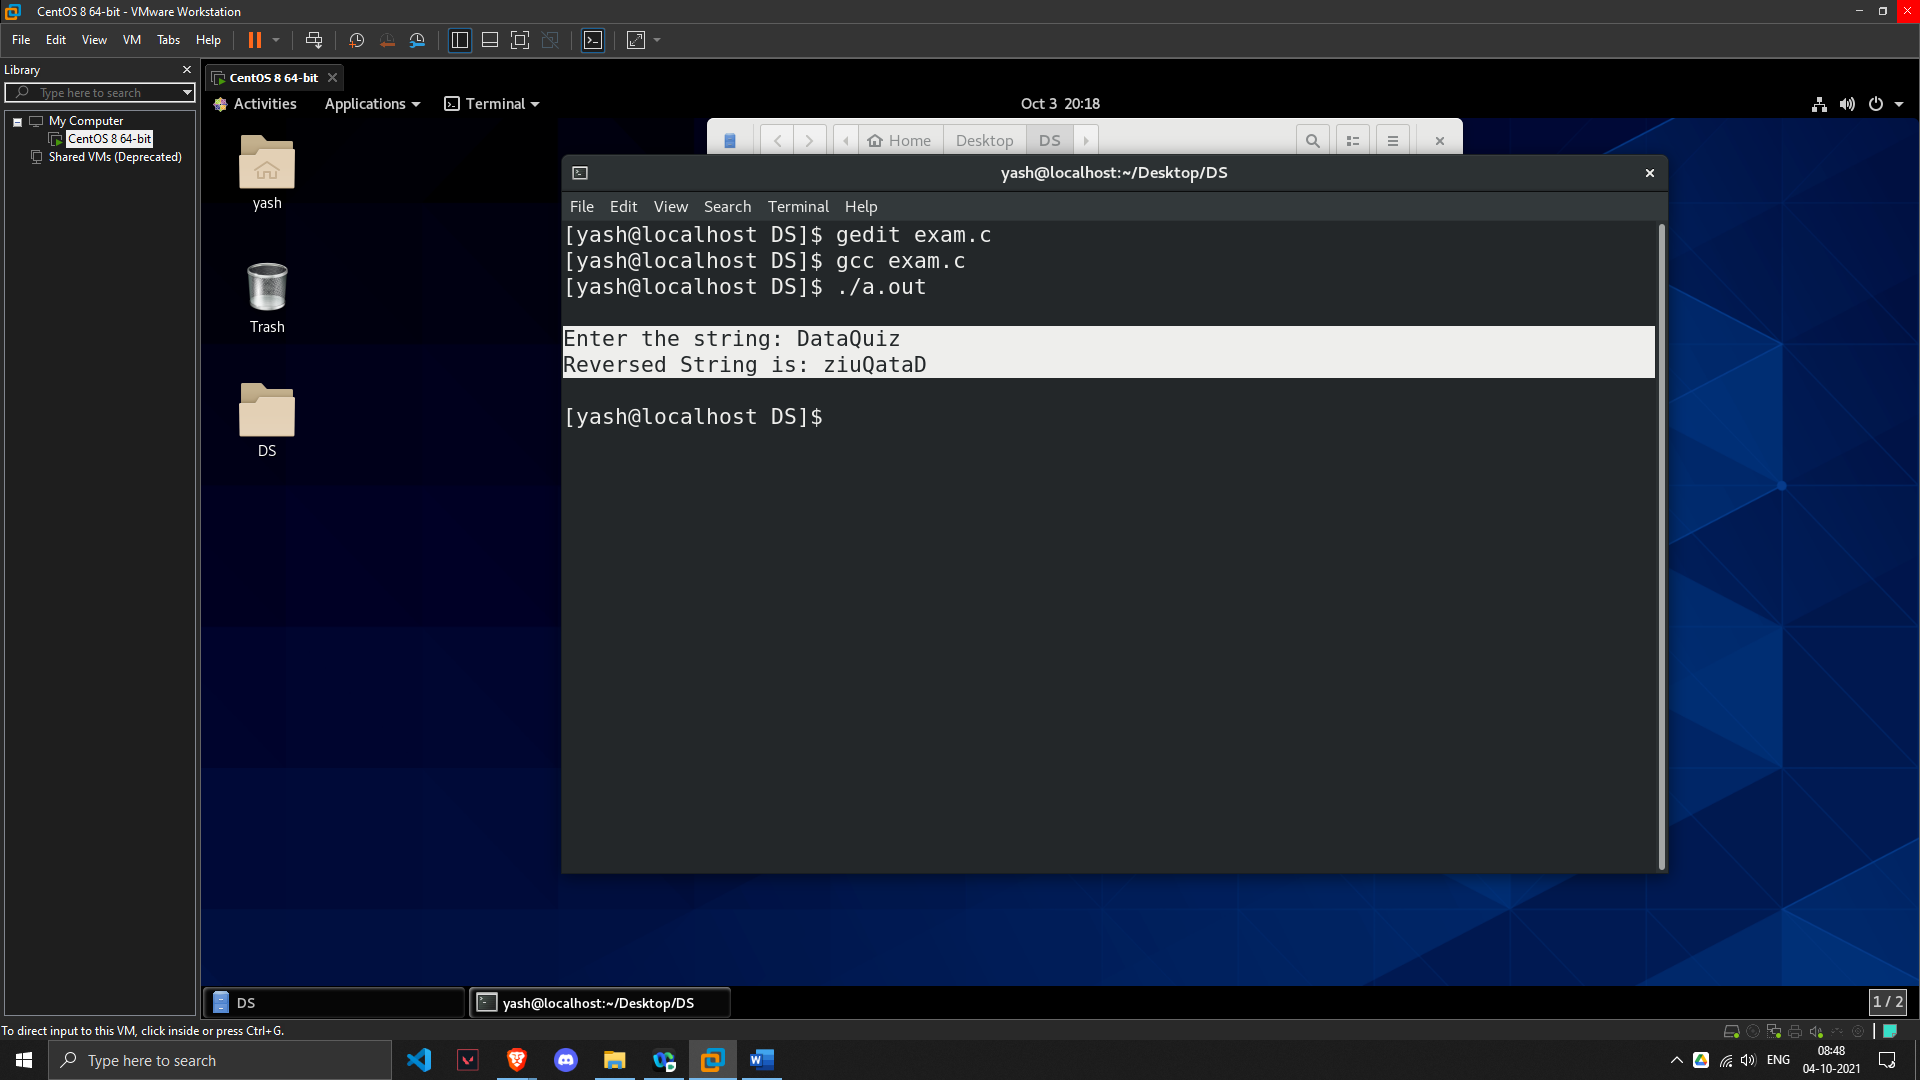 CentOS 8 64-bit - VMware Workstation
File Edit View VM Tabs Help
Library
Type here to search
My Computer
CentOS 8 64-bit
Shared VMs (Deprecated)
CentOS 8 64-bit
Activities Applications Terminal Oct 3 20:18
yash
Trash
DS
Home Desktop DS
yash@localhost:~/Desktop/DS
File Edit View Search Terminal Help
[yash@localhost DS]$ gedit exam.c
[yash@localhost DS]$ gcc exam.c
[yash@localhost DS]$ ./a.out
Enter the string: DataQuiz
Reversed String is: ziuQataD
[yash@localhost DS]$
DS yash@localhost:~/Desktop/DS 1 / 2
To direct input to this VM, click inside or press Ctrl+G.
Type here to search
ENG
08:48
04-10-2021